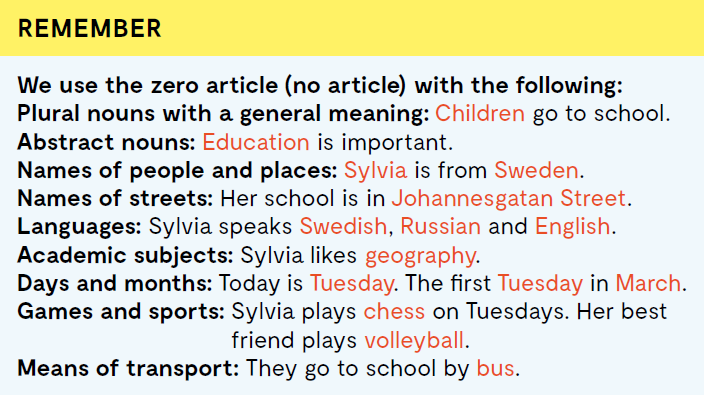 REMEMBER
We use the zero article (no article) with the following:
Plural nouns with a general meaning: Children go to school.
Abstract nouns: Education is important.
Names of people and places: Sylvia is from Sweden.
Names of streets: Her school is in Johannesgatan Street.
Languages: Sylvia speaks Swedish, Russian and English.
Academic subjects: Sylvia likes geography.
Days and months: Today is Tuesday. The first Tuesday in March.
Games and sports: Sylvia plays chess on Tuesdays. Her best
friend plays volleyball.
Means of transport: They go to school by bus.